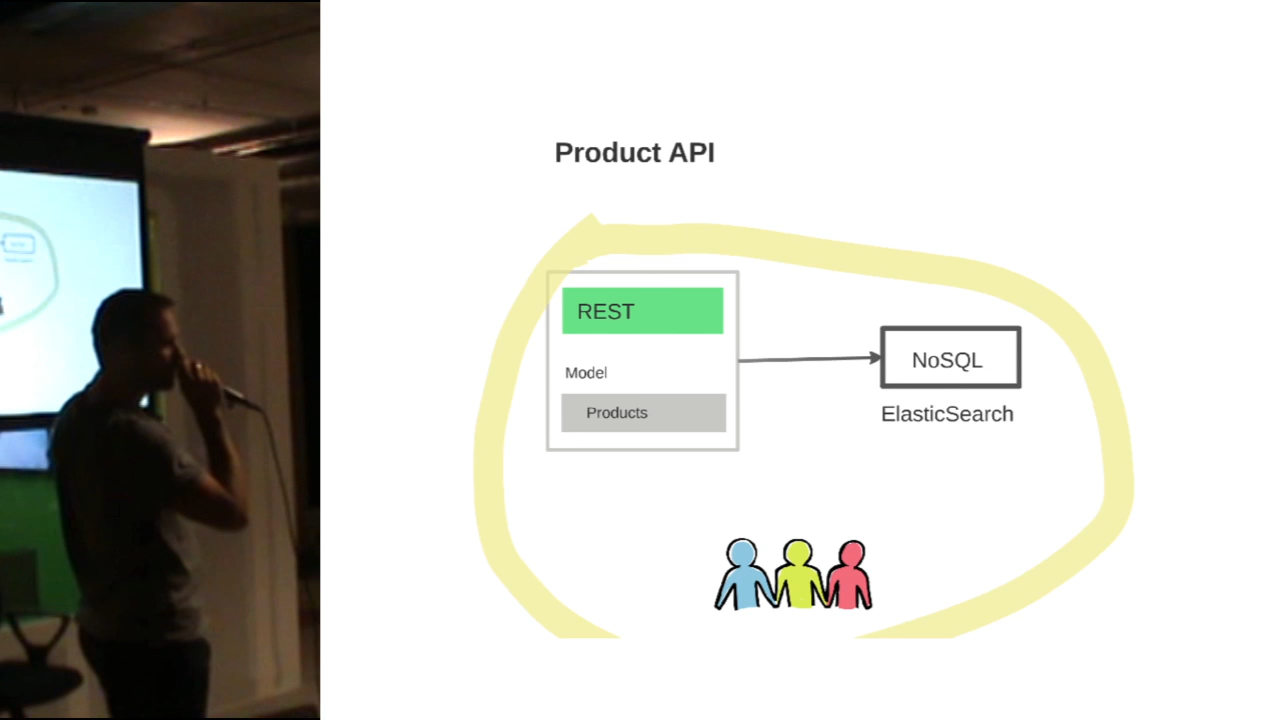 Product API
REST
Model
Products
NoSQL
ElasticSearch